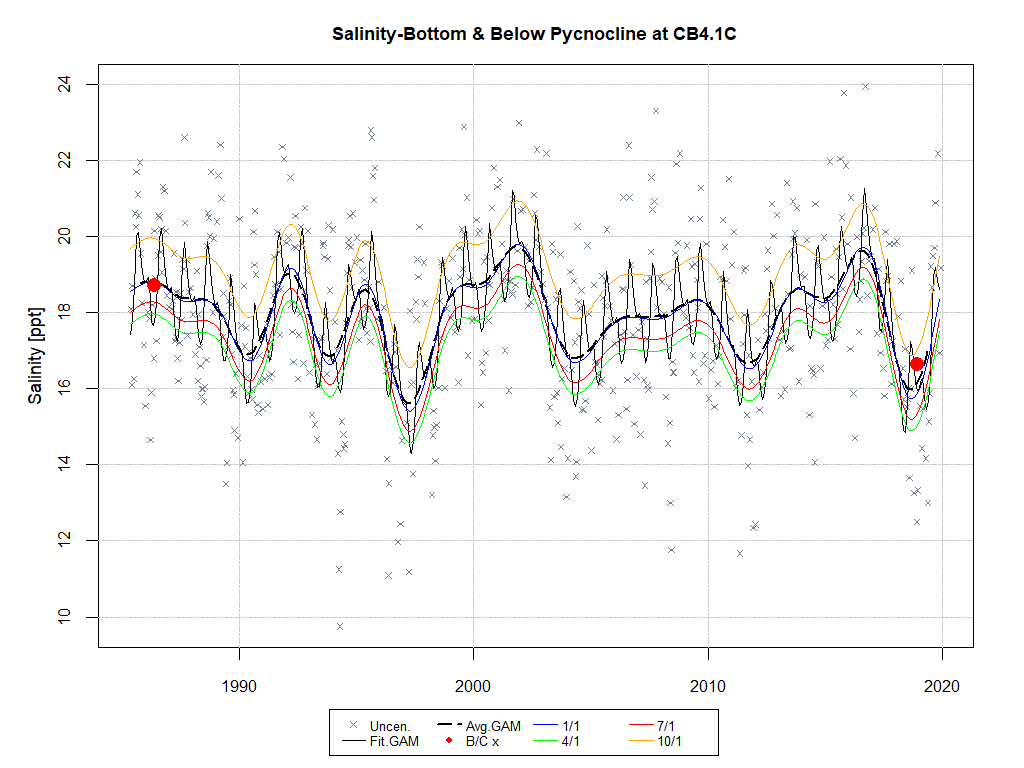 Salinity-Bottom & Below Pycnocline at CB4.1C
Salinity [ppt]
24
22
20
18
16
14
12
10
1990 2000 2010 2020
Uncen. Avg.GAM 1/1 7/1
Fit.GAM B/C x 4/1 10/1